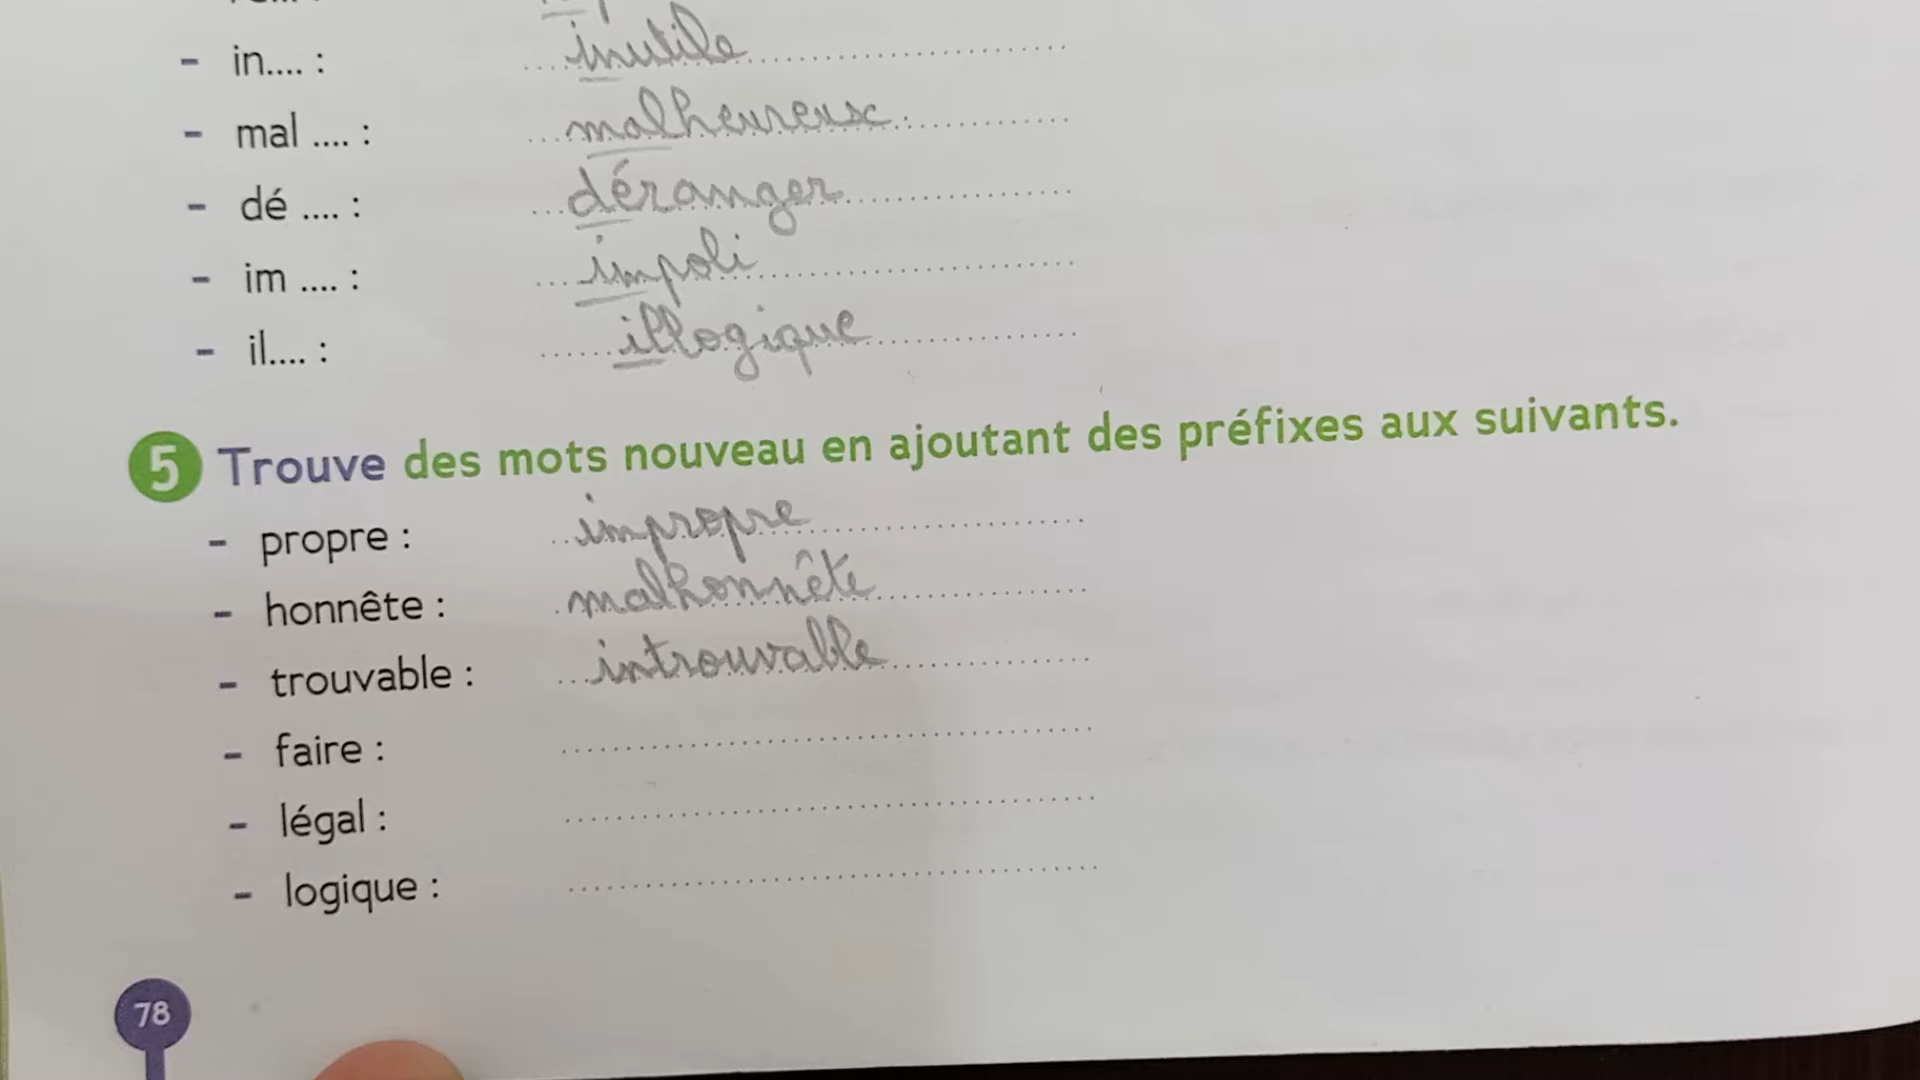 - in.... : inutile
- mal .... : malheureux
- dé .... : déranger
- im .... : impoli
- il.... : illogique
5 Trouve des mots nouveau en ajoutant des préfixes aux suivants.
- propre : impropre
- honnête : malhonnête
- trouvable : introuvable
- faire :
- légal :
- logique :
78